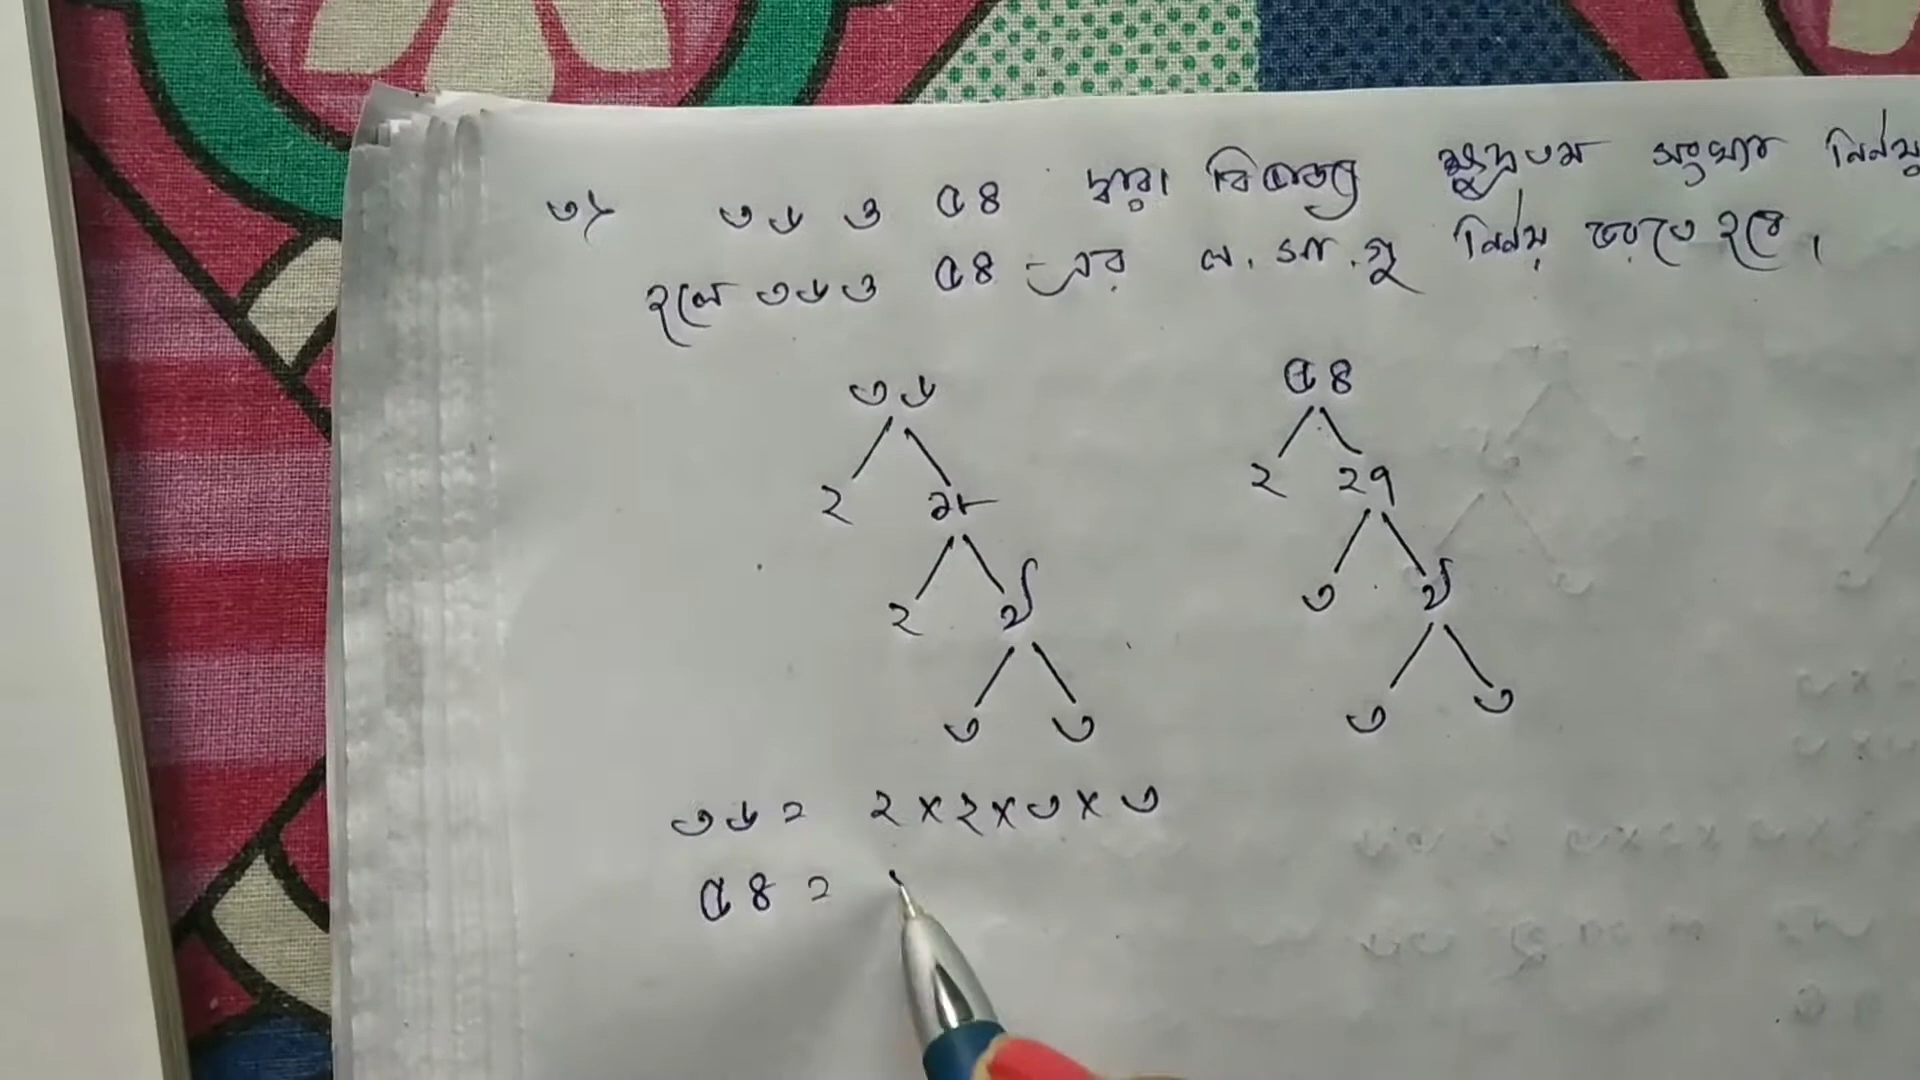 ৩৷ ৩৬ ও ৫৪ দ্বারা বিভাজ্য ক্ষুদ্রতম সংখ্যা নির্ণয়
হলে ৩৬ ও ৫৪ -এর ল. সা. গু নির্ণয় করতে হবে।
৩৬ ৫৪
২ ১৮ ২ ২৭
২ ৯ ৩ ৯
৩ ৩ ৩ ৩
৩৬ = ২×২×৩×৩
৫৪ =